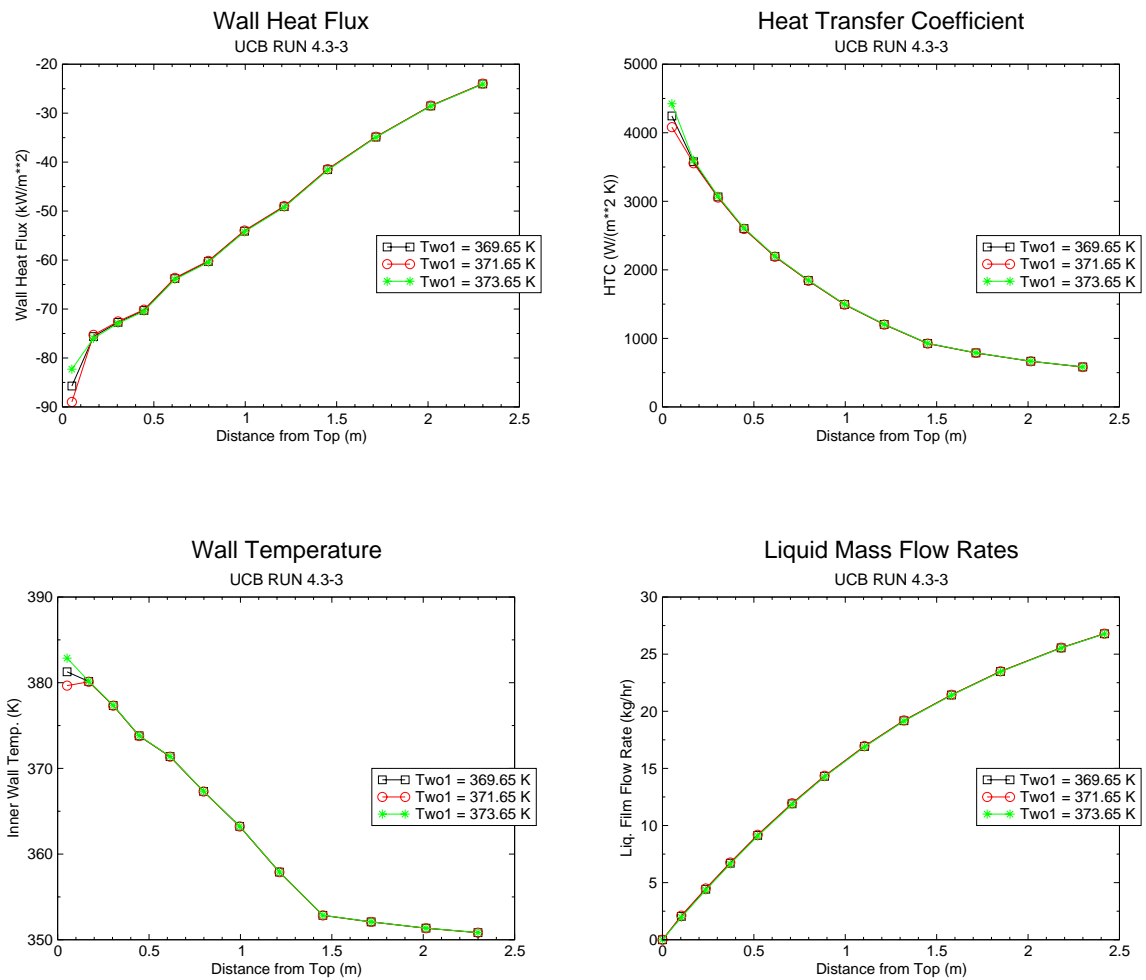 Wall Heat Flux
UCB RUN 4.3-3
-20
-30
-40
-50
-60
-70
-80
-90
Wall Heat Flux (kW/m**2)
0
0.5
1
1.5
2
2.5
Distance from Top (m)
Two1 = 369.65 K
Two1 = 371.65 K
Two1 = 373.65 K
Heat Transfer Coefficient
UCB RUN 4.3-3
5000
4000
3000
2000
1000
0
HTC (W/(m**2 K))
0
0.5
1
1.5
2
2.5
Distance from Top (m)
Two1 = 369.65 K
Two1 = 371.65 K
Two1 = 373.65 K
Wall Temperature
UCB RUN 4.3-3
390
380
370
360
350
Inner Wall Temp. (K)
0
0.5
1
1.5
2
2.5
Distance from Top (m)
Two1 = 369.65 K
Two1 = 371.65 K
Two1 = 373.65 K
Liquid Mass Flow Rates
UCB RUN 4.3-3
30
25
20
15
10
5
0
Liq. Film Flow Rate (kg/hr)
0
0.5
1
1.5
2
2.5
Distance from Top (m)
Two1 = 369.65 K
Two1 = 371.65 K
Two1 = 373.65 K